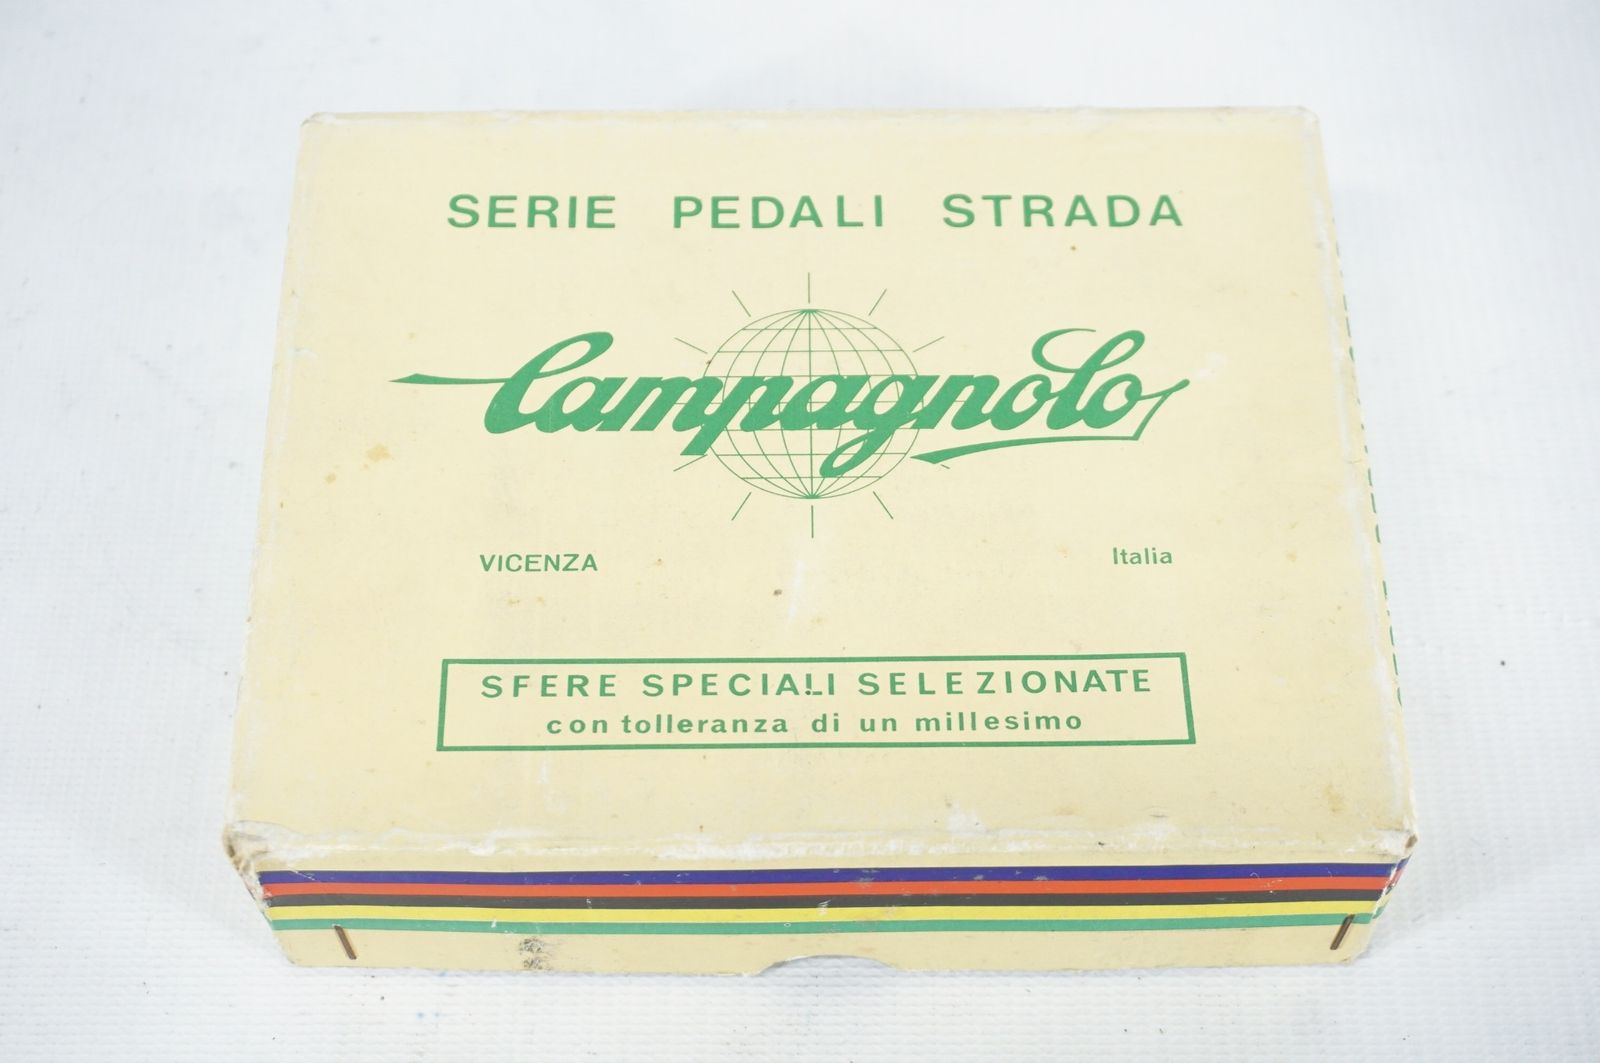 SERIE PEDALI STRADA
Campagnolo
VICENZA Italia
SFERE SPECIALI SELEZIONATE
con tolleranza di un millesimo